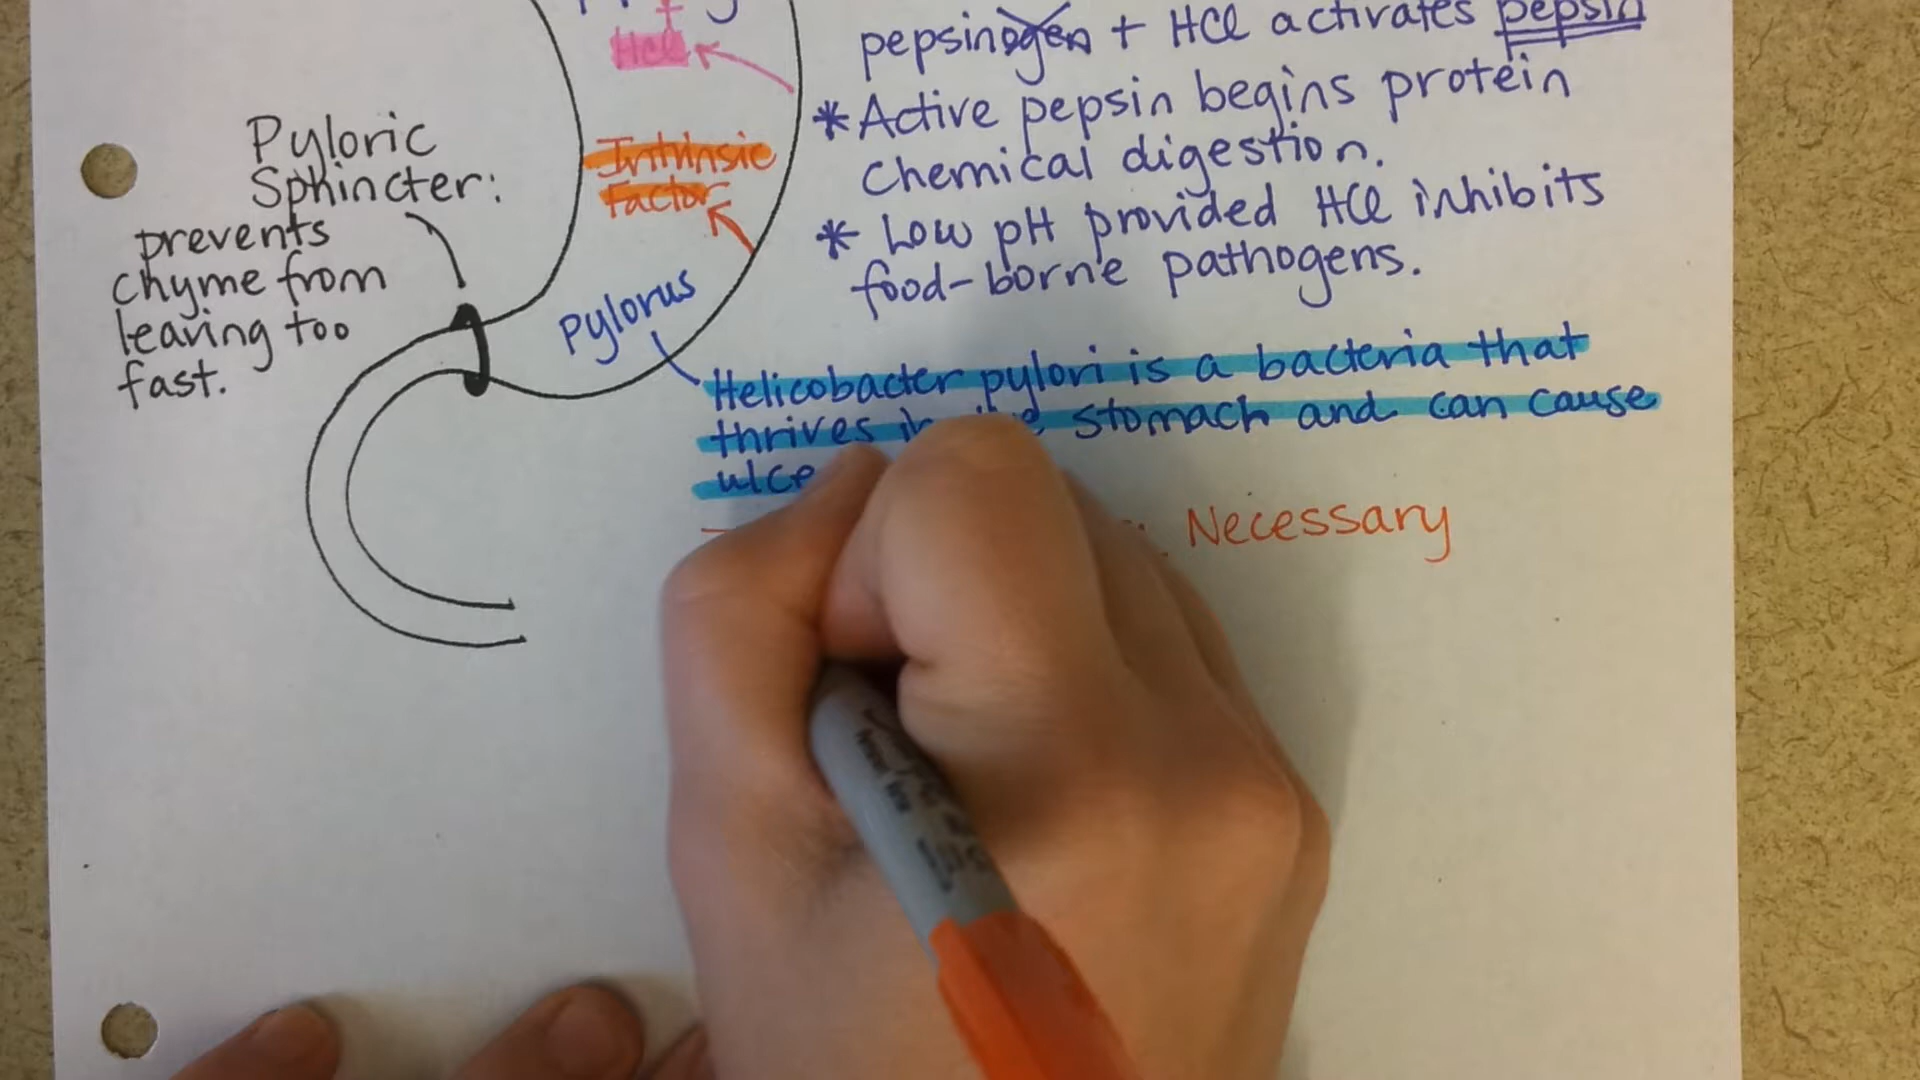 HCl
pepsinogen + HCl activates pepsin
* Active pepsin begins protein
chemical digestion.
* Low pH provided HCl inhibits
food-borne pathogens.
Pyloric
Sphincter:
prevents
chyme from
leaving too
fast.
Intrinsic
Factor
Pylorus
Helicobacter pylori is a bacteria that
thrives in the stomach and can cause
Necessary